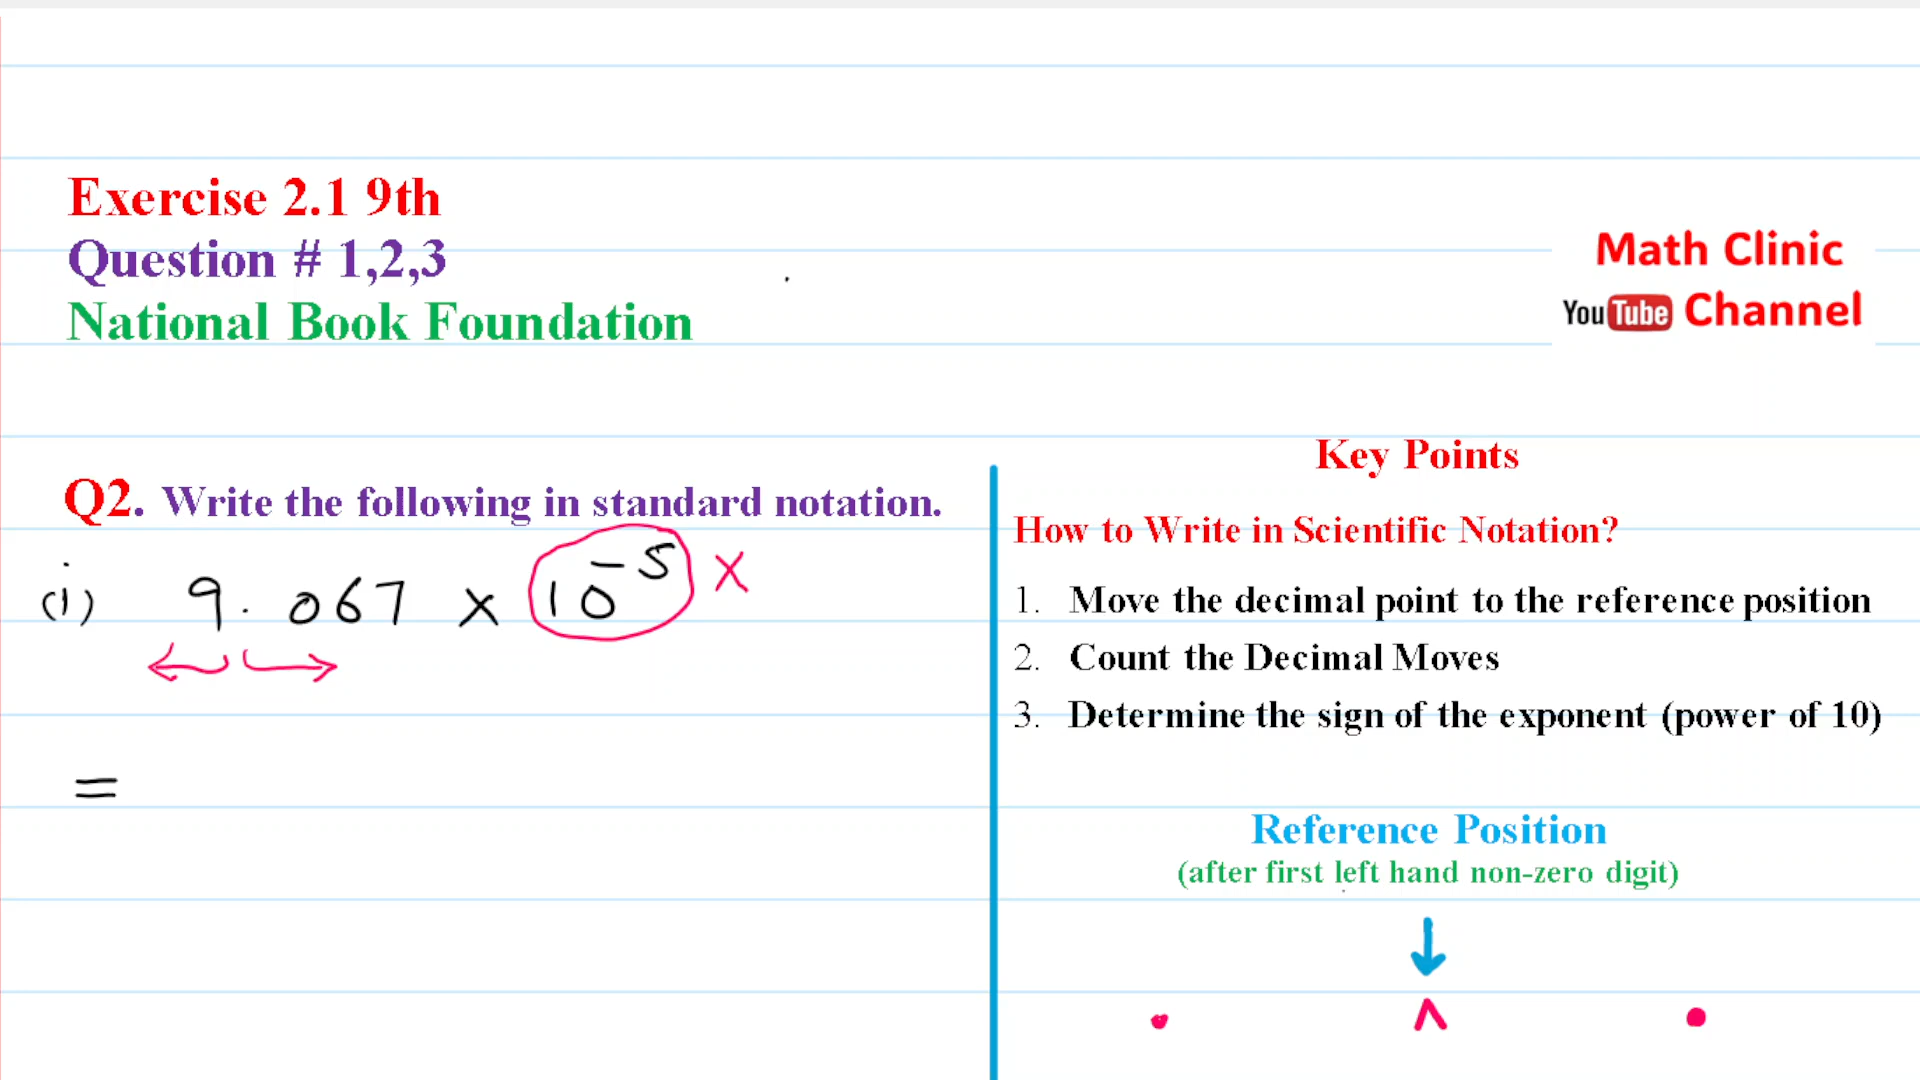 Exercise 2.1 9th
Question # 1,2,3
National Book Foundation
Math Clinic
YouTube Channel
Q2. Write the following in standard notation.
(i) 9.067 × 10⁻⁵ ×
=
Key Points
How to Write in Scientific Notation?
1. Move the decimal point to the reference position
2. Count the Decimal Moves
3. Determine the sign of the exponent (power of 10)
Reference Position
(after first left hand non-zero digit)